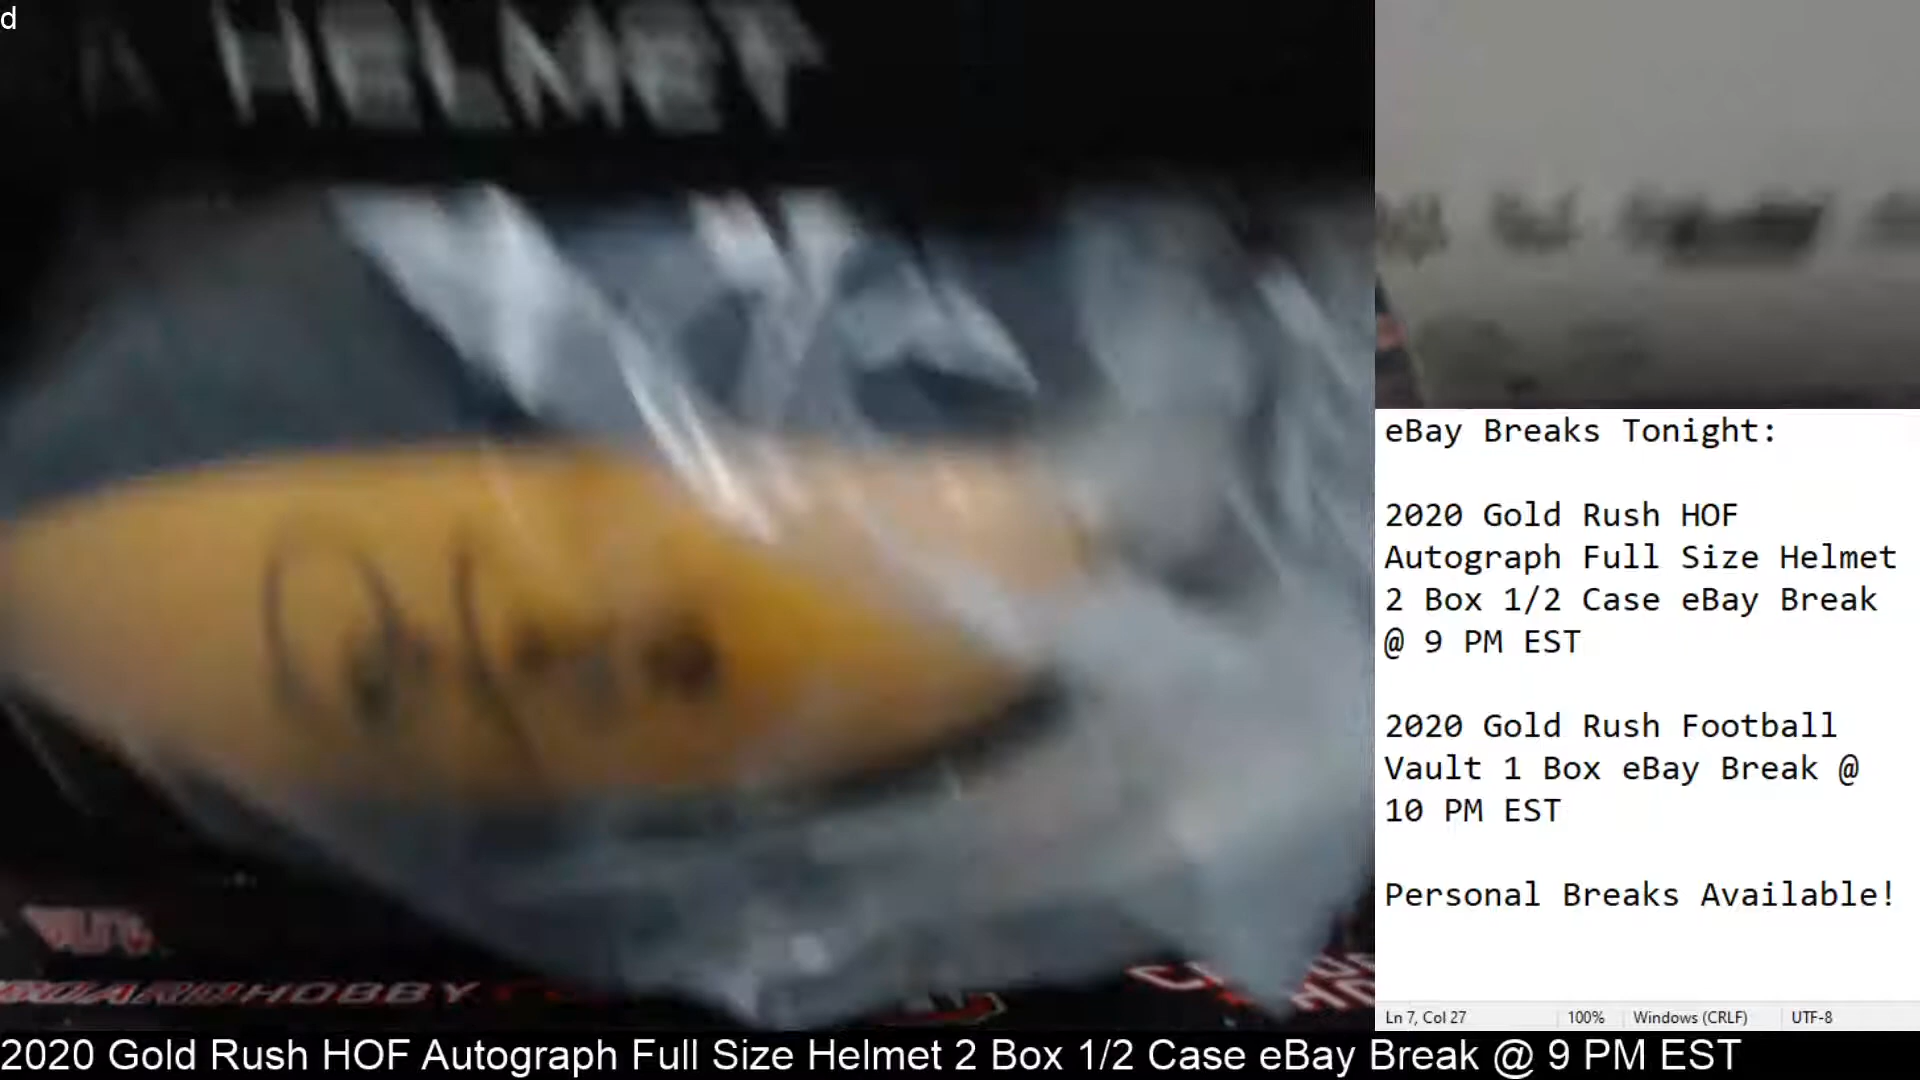 d
A HELMET
eBay Breaks Tonight:
2020 Gold Rush HOF
Autograph Full Size Helmet
2 Box 1/2 Case eBay Break
@ 9 PM EST
2020 Gold Rush Football
Vault 1 Box eBay Break @
10 PM EST
Personal Breaks Available!
Ln 7, Col 27 100% Windows (CRLF) UTF-8
2020 Gold Rush HOF Autograph Full Size Helmet 2 Box 1/2 Case eBay Break @ 9 PM EST